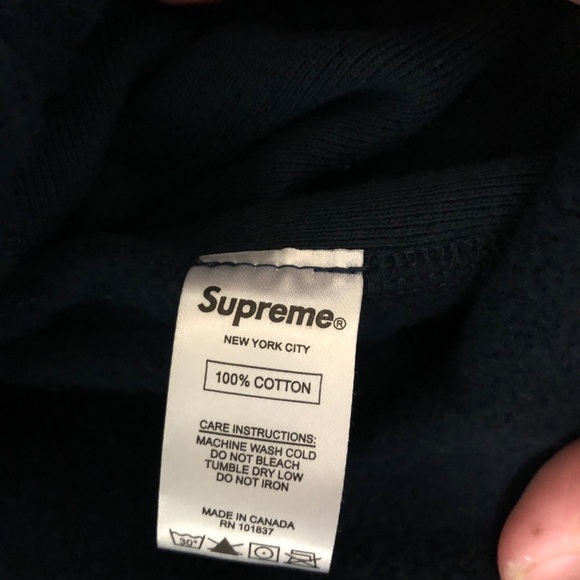 Supreme®
NEW YORK CITY
100% COTTON
CARE INSTRUCTIONS:
MACHINE WASH COLD
DO NOT BLEACH
TUMBLE DRY LOW
DO NOT IRON
MADE IN CANADA
RN 101837
30°